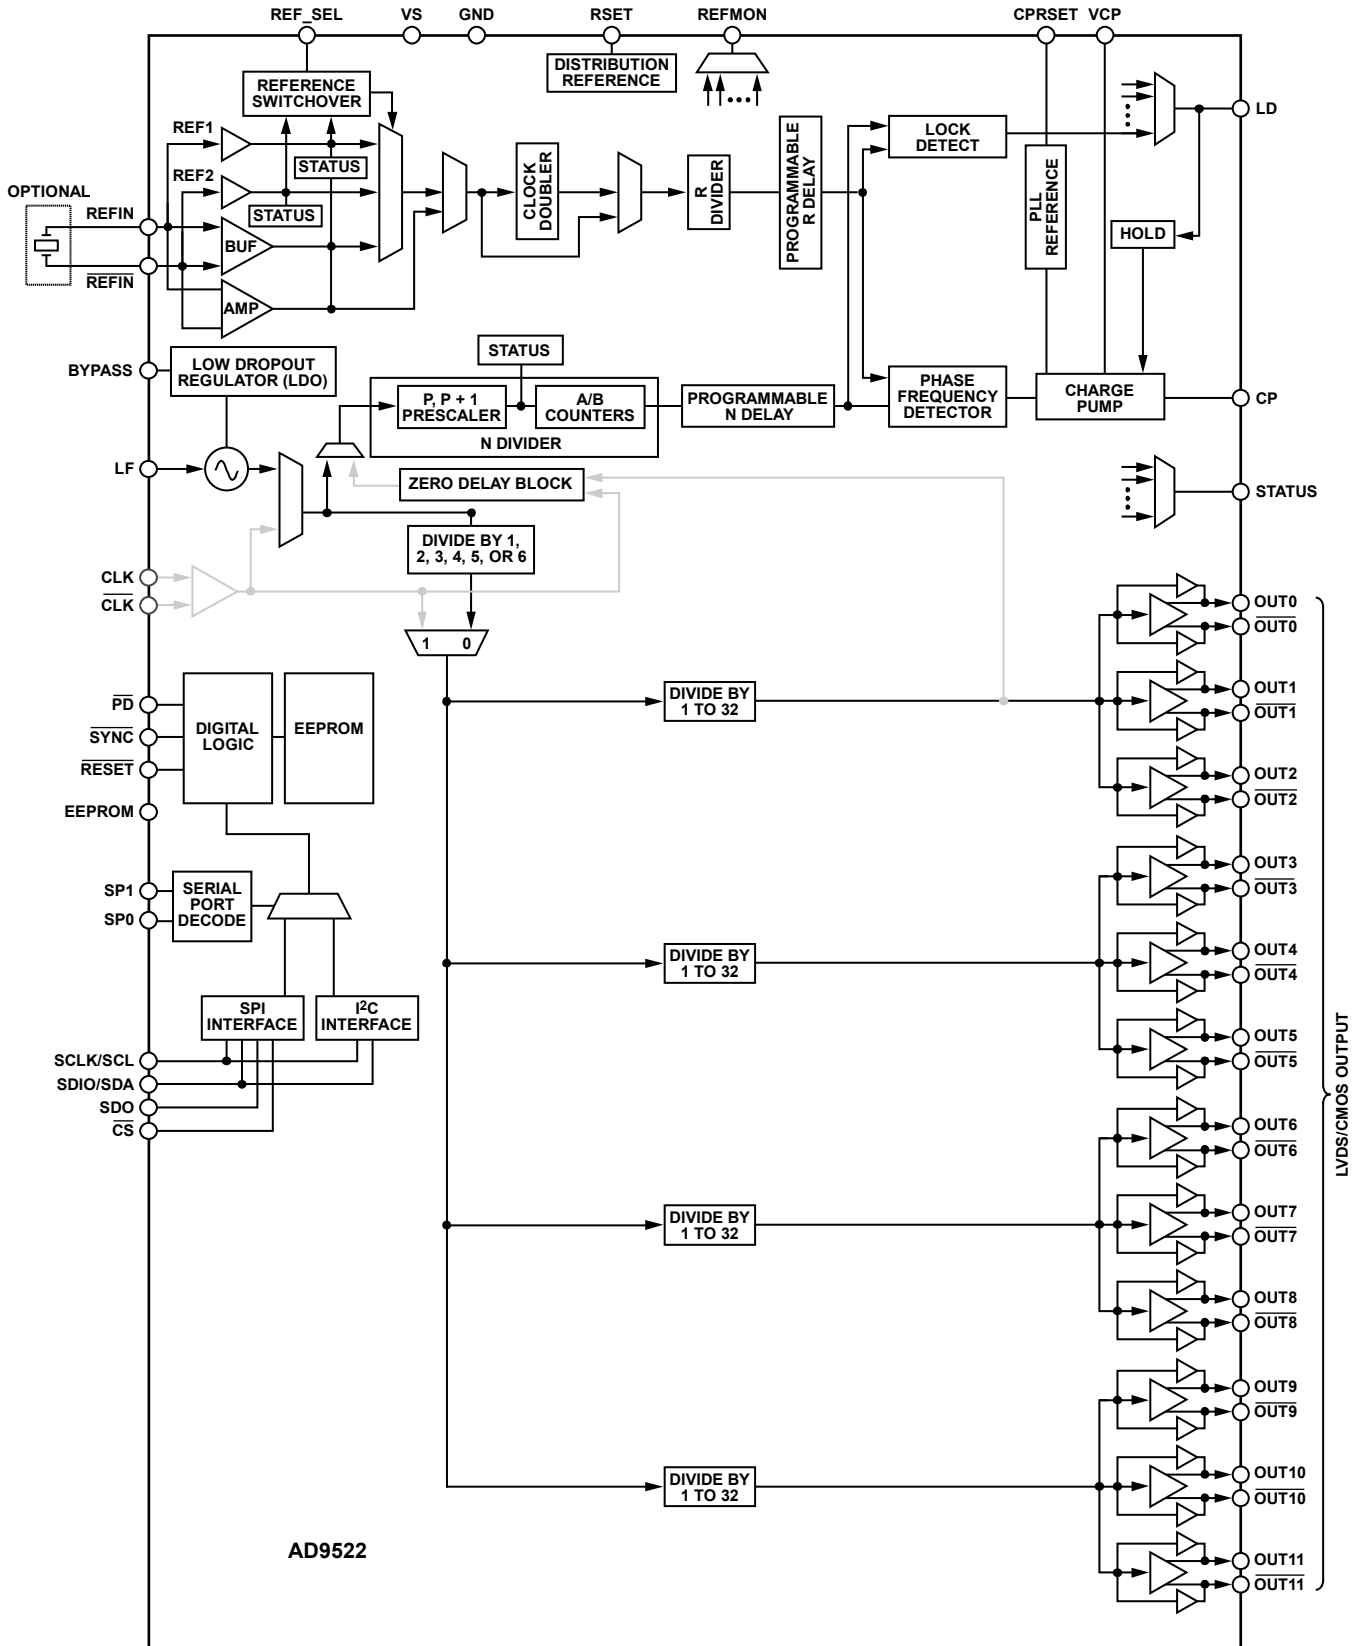 REF_SEL
VS
GND
RSET
REFMON
CPRSET
VCP
DISTRIBUTION
REFERENCE
REFERENCE
SWITCHOVER
LD
LOCK
DETECT
PROGRAMMABLE
R DELAY
REF1
STATUS
REF2
STATUS
CLOCK
DOUBLER
R
DIVIDER
PLL
REFERENCE
HOLD
OPTIONAL
REFIN
REFIN
BUF
AMP
BYPASS
LOW DROPOUT
REGULATOR (LDO)
STATUS
P, P + 1
PRESCALER
A/B
COUNTERS
N DIVIDER
PROGRAMMABLE
N DELAY
PHASE
FREQUENCY
DETECTOR
CHARGE
PUMP
CP
LF
ZERO DELAY BLOCK
STATUS
DIVIDE BY 1,
2, 3, 4, 5, OR 6
CLK
CLK
1
0
OUT0
OUT0
DIVIDE BY
1 TO 32
OUT1
OUT1
PD
SYNC
RESET
DIGITAL
LOGIC
EEPROM
OUT2
OUT2
EEPROM
OUT3
OUT3
SP1
SP0
SERIAL
PORT
DECODE
DIVIDE BY
1 TO 32
OUT4
OUT4
SPI
INTERFACE
I2C
INTERFACE
OUT5
OUT5
SCLK/SCL
SDIO/SDA
SDO
CS
LVDS/CMOS OUTPUT
OUT6
OUT6
DIVIDE BY
1 TO 32
OUT7
OUT7
OUT8
OUT8
OUT9
OUT9
DIVIDE BY
1 TO 32
OUT10
OUT10
AD9522
OUT11
OUT11